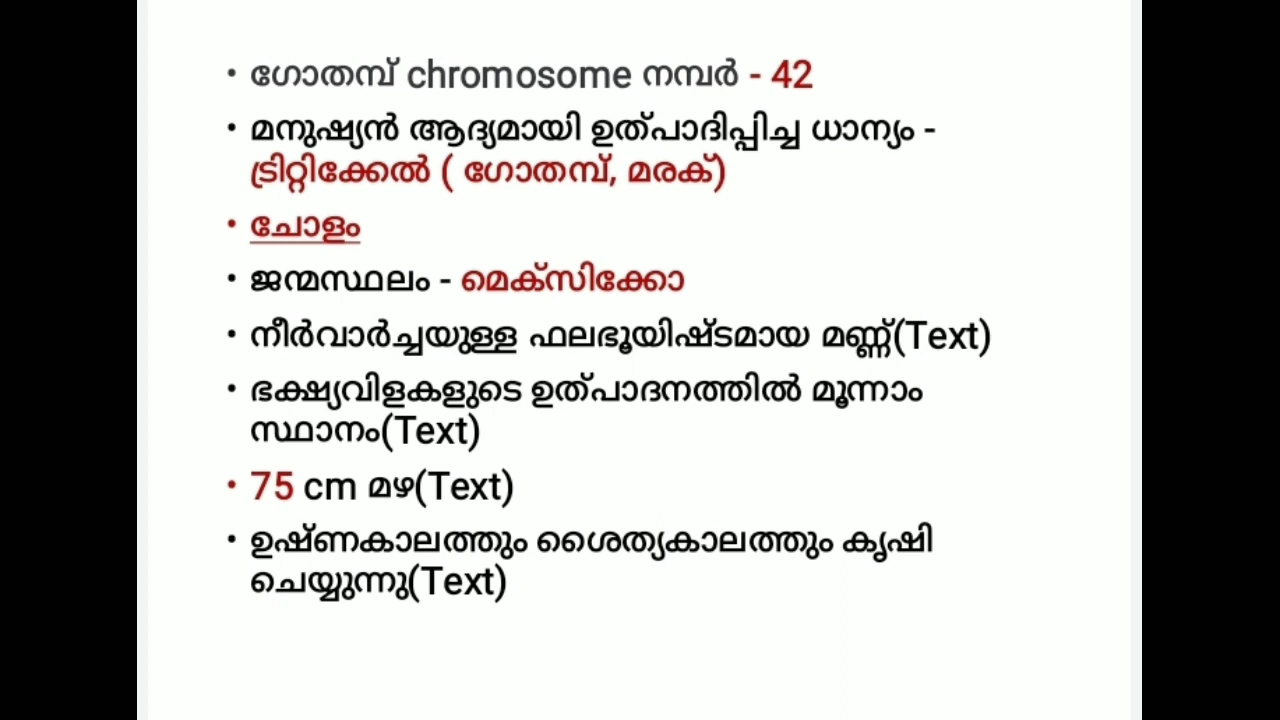 • ഗോതമ്പ് chromosome നമ്പർ - 42
• മനുഷ്യൻ ആദ്യമായി ഉത്പാദിപ്പിച്ച ധാന്യം -
ട്രിറ്റിക്കേൽ ( ഗോതമ്പ്, മരക്)
• ചോളം
• ജന്മസ്ഥലം - മെക്സിക്കോ
• നീർവാർച്ചയുള്ള ഫലഭൂയിഷ്ടമായ മണ്ണ്(Text)
• ഭക്ഷ്യവിളകളുടെ ഉത്പാദനത്തിൽ മൂന്നാം
സ്ഥാനം(Text)
• 75 cm മഴ(Text)
• ഉഷ്ണകാലത്തും ശൈത്യകാലത്തും കൃഷി
ചെയ്യുന്നു(Text)